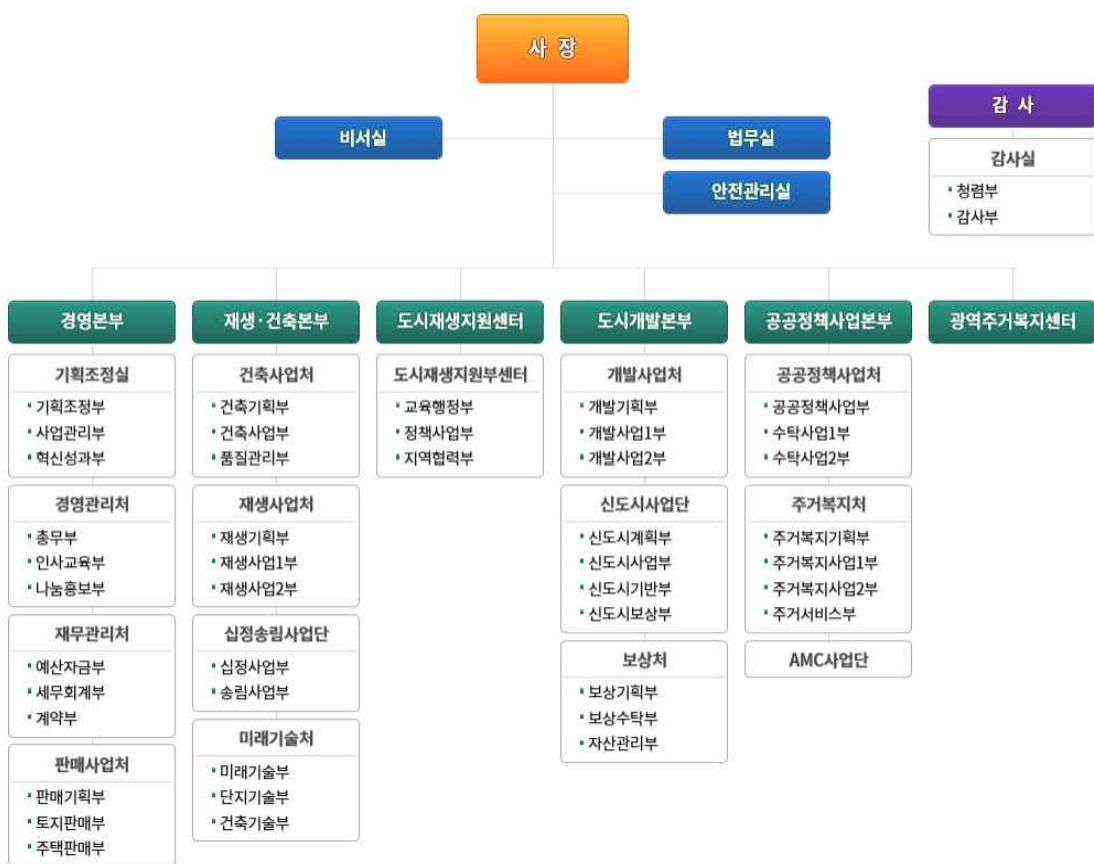 사 장
감 사
감사실
청렴부
감사부
비서실
법무실
안전관리실
경영본부
기획조정실
기획조정부
사업관리부
혁신성과부
경영관리처
총무부
인사교육부
나눔홍보부
재무관리처
예산자금부
세무회계부
계약부
판매사업처
판매기획부
토지판매부
주택판매부
재생·건축본부
건축사업처
건축기획부
건축사업부
품질관리부
재생사업처
재생기획부
재생사업1부
재생사업2부
십정송림사업단
십정사업부
송림사업부
미래기술처
미래기술부
단지기술부
건축기술부
도시재생지원센터
도시재생지원부센터
교육행정부
정책사업부
지역협력부
도시개발본부
개발사업처
개발기획부
개발사업1부
개발사업2부
신도시사업단
신도시계획부
신도시사업부
신도시기반부
신도시보상부
보상처
보상기획부
보상수탁부
자산관리부
공공정책사업본부
공공정책사업처
공공정책사업부
수탁사업1부
수탁사업2부
주거복지처
주거복지기획부
주거복지사업1부
주거복지사업2부
주거서비스부
AMC사업단
광역주거복지센터